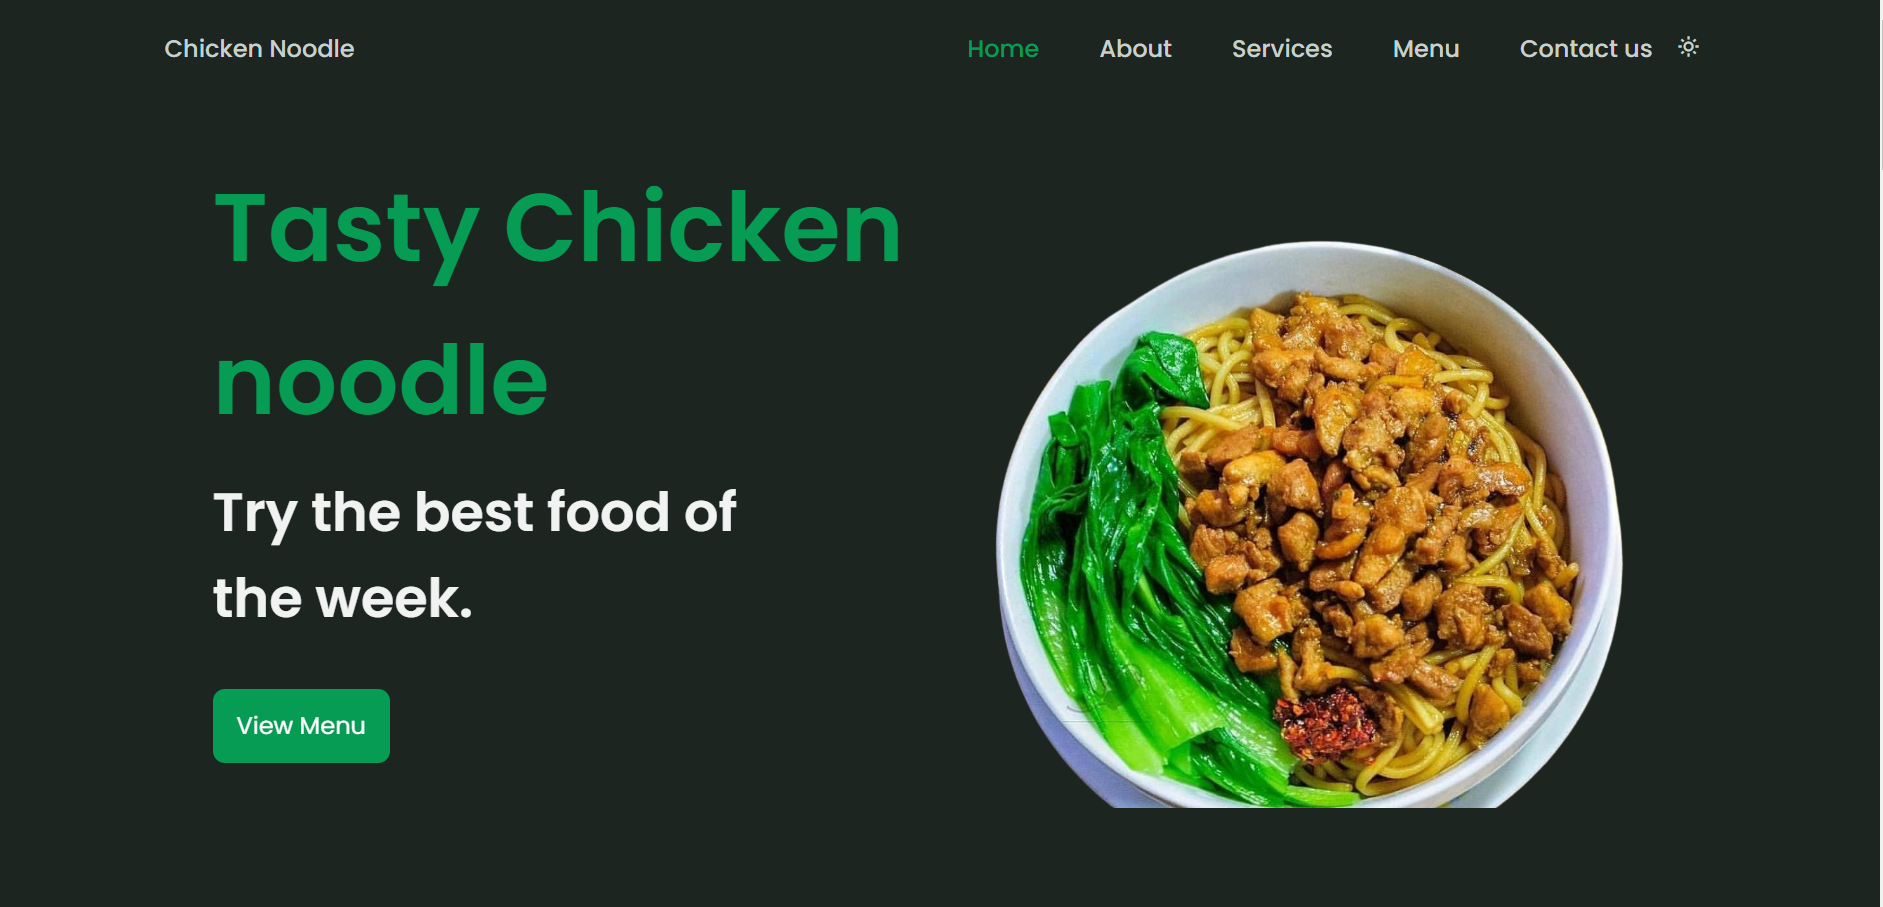 Chicken Noodle
Home About Services Menu Contact us
Tasty Chicken
noodle
Try the best food of
the week.
View Menu